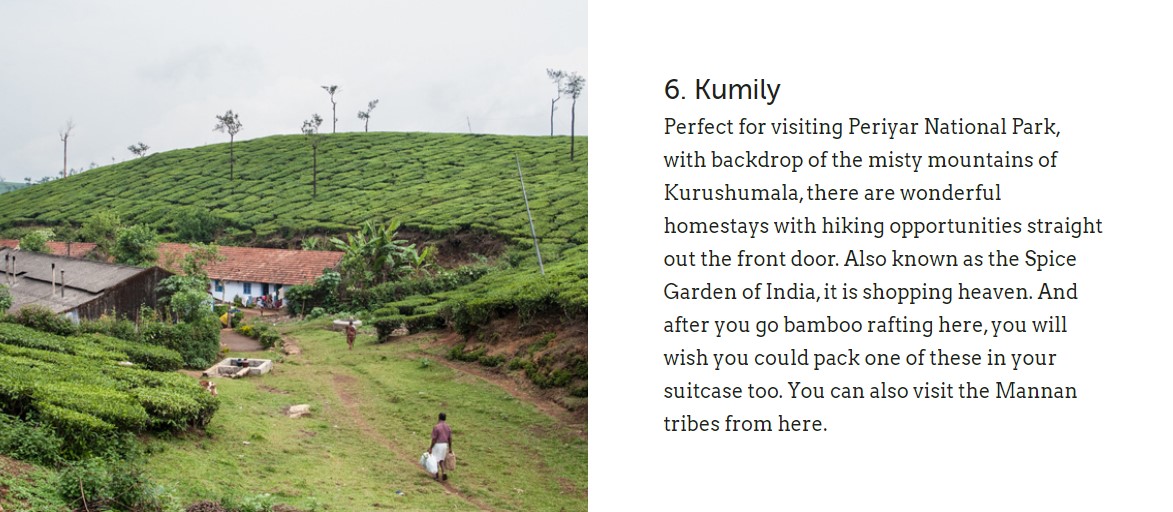 6. Kumily
Perfect for visiting Periyar National Park,
with backdrop of the misty mountains of
Kurushumala, there are wonderful
homestays with hiking opportunities straight
out the front door. Also known as the Spice
Garden of India, it is shopping heaven. And
after you go bamboo rafting here, you will
wish you could pack one of these in your
suitcase too. You can also visit the Mannan
tribes from here.